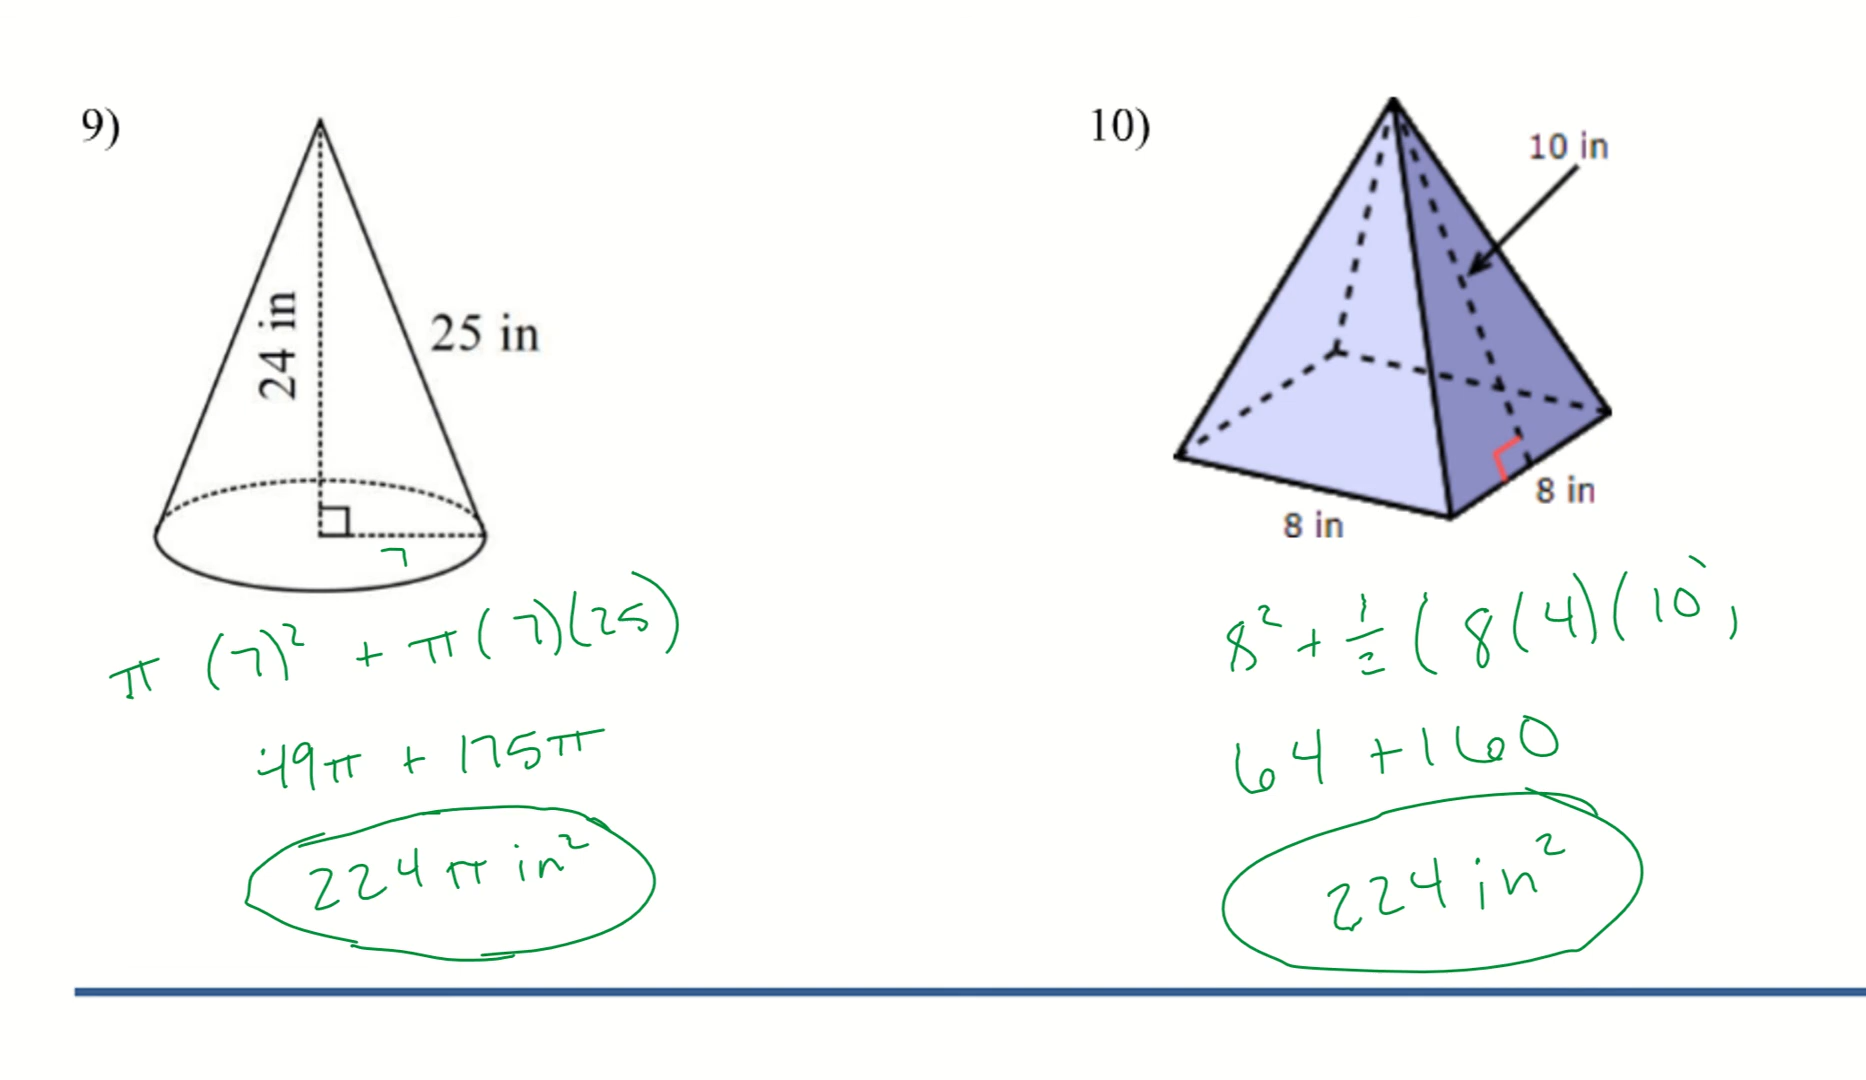 9)
24 in
25 in
7
π (7)² + π(7)(25)
49π + 175π
224π in²
10)
10 in
8 in
8 in
8² + 1/2 (8(4)(10)
64 + 160
224 in²